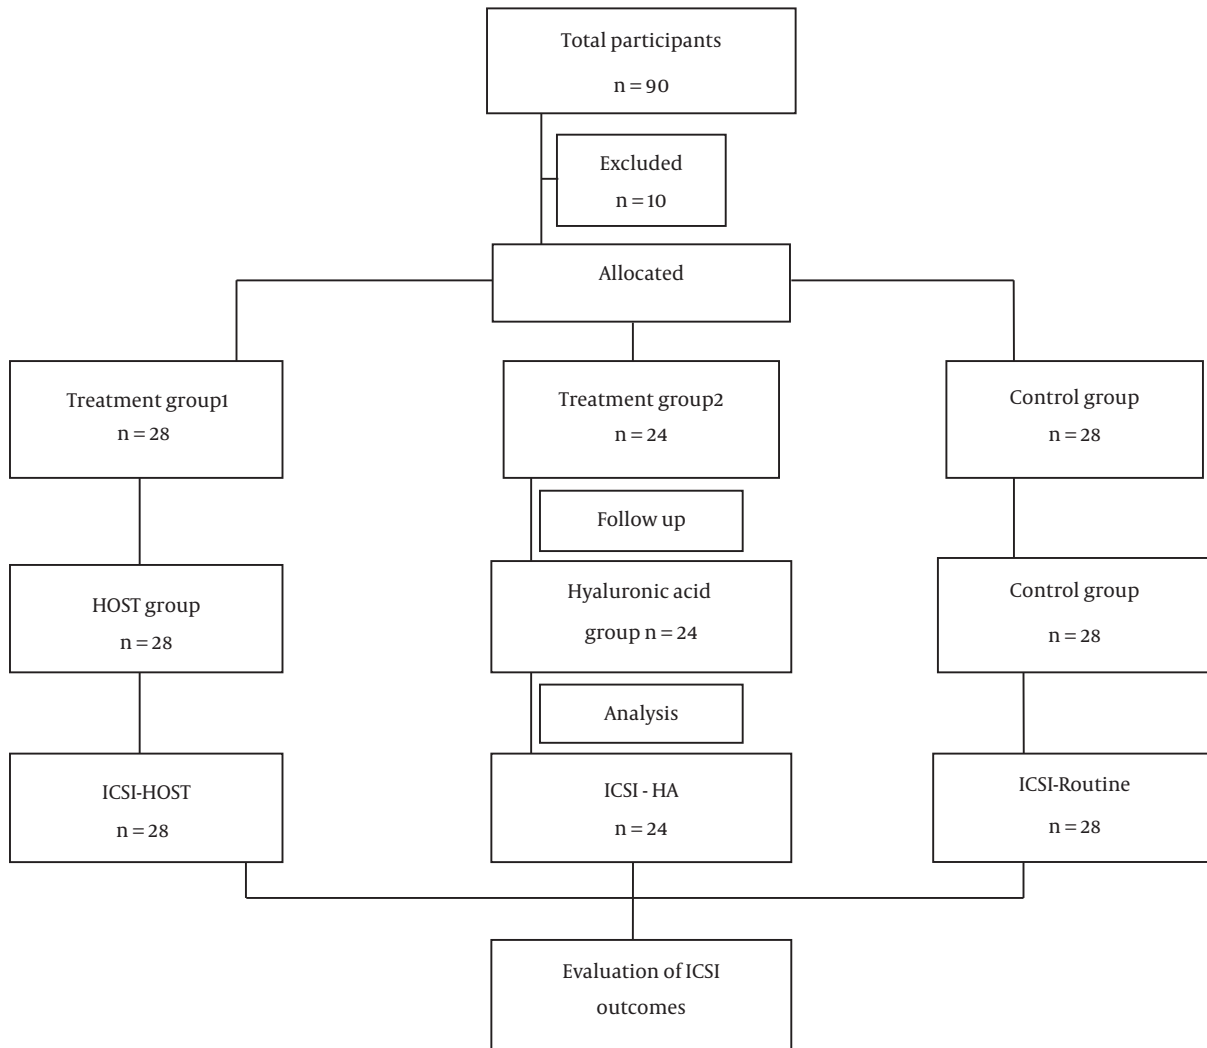 Total participants
n = 90
Excluded
n = 10
Allocated
Treatment group1
n = 28
Treatment group2
n = 24
Control group
n = 28
Follow up
HOST group
n = 28
Hyaluronic acid
group n = 24
Control group
n = 28
Analysis
ICSI-HOST
n = 28
ICSI - HA
n = 24
ICSI-Routine
n = 28
Evaluation of ICSI
outcomes